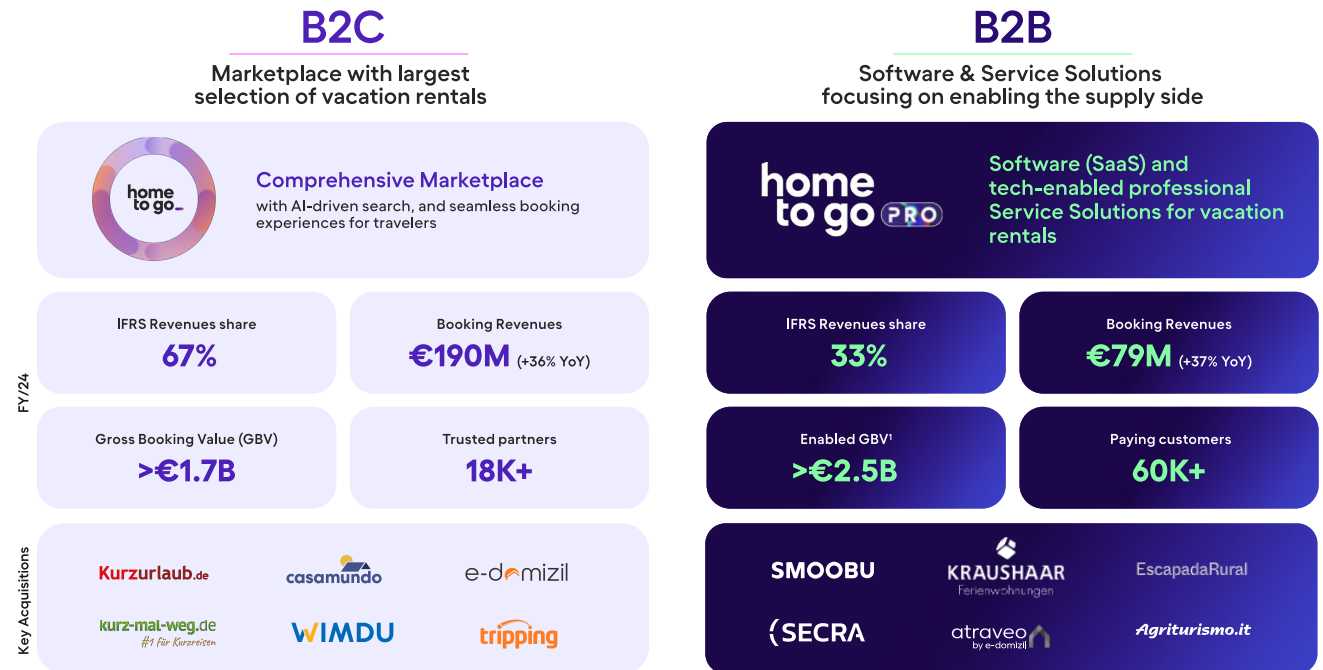 B2C
Marketplace with largest
selection of vacation rentals
home
to go_
Comprehensive Marketplace
with AI-driven search, and seamless booking
experiences for travelers
FY/24
IFRS Revenues share
67%
Booking Revenues
€190M (+36% YoY)
Gross Booking Value (GBV)
>€1.7B
Trusted partners
18K+
Key Acquisitions
Kurzurlaub.de
casamundo
e-domizil
kurz-mal-weg.de
#1 für Kurzreisen
WIMDU
tripping
B2B
Software & Service Solutions
focusing on enabling the supply side
home
to go PRO
Software (SaaS) and
tech-enabled professional
Service Solutions for vacation
rentals
IFRS Revenues share
33%
Booking Revenues
€79M (+37% YoY)
Enabled GBV¹
>€2.5B
Paying customers
60K+
SMOOBU
KRAUSHAAR
Ferienwohnungen
EscapadaRural
SECRA
atraveo
by e-domizil
Agriturismo.it